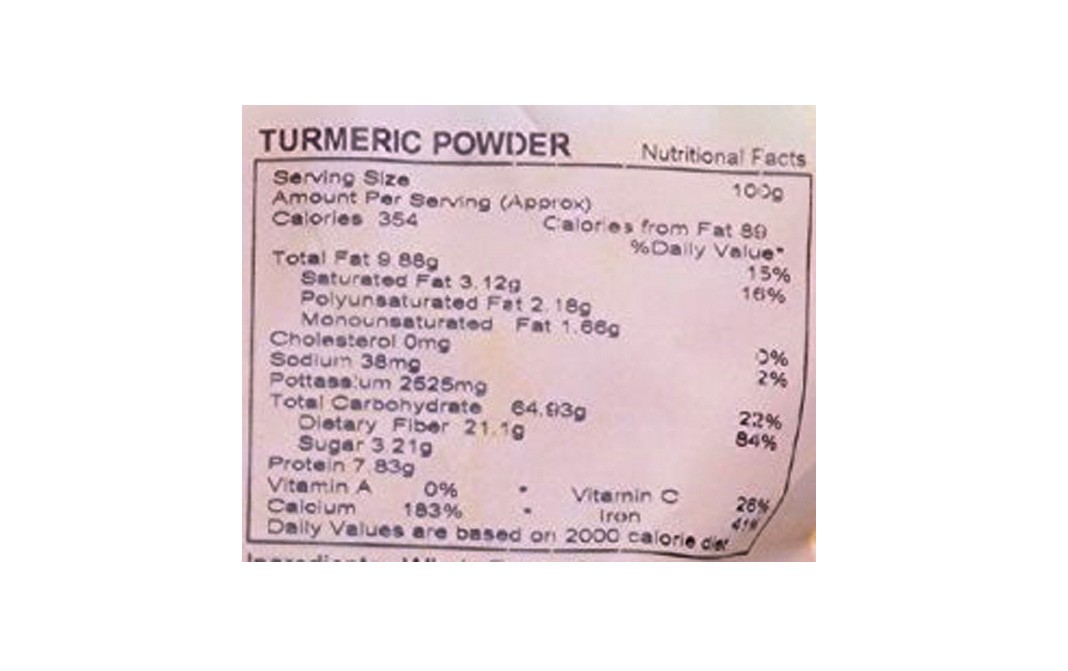 TURMERIC POWDER Nutritional Facts
Serving Size 100g
Amount Per Serving (Approx)
Calories 354 Calories from Fat 89
%Daily Value*
Total Fat 9.88g 15%
Saturated Fat 3.12g 16%
Polyunsaturated Fat 2.18g
Monounsaturated Fat 1.66g
Cholesterol 0mg 0%
Sodium 38mg 2%
Pottassium 2525mg
Total Carbohydrate 64.93g 22%
Dietary Fiber 21.1g 84%
Sugar 3.21g
Protein 7.83g
Vitamin A 0% • Vitamin C 26%
Calcium 183% • Iron 41%
Daily Values are based on 2000 calorie diet